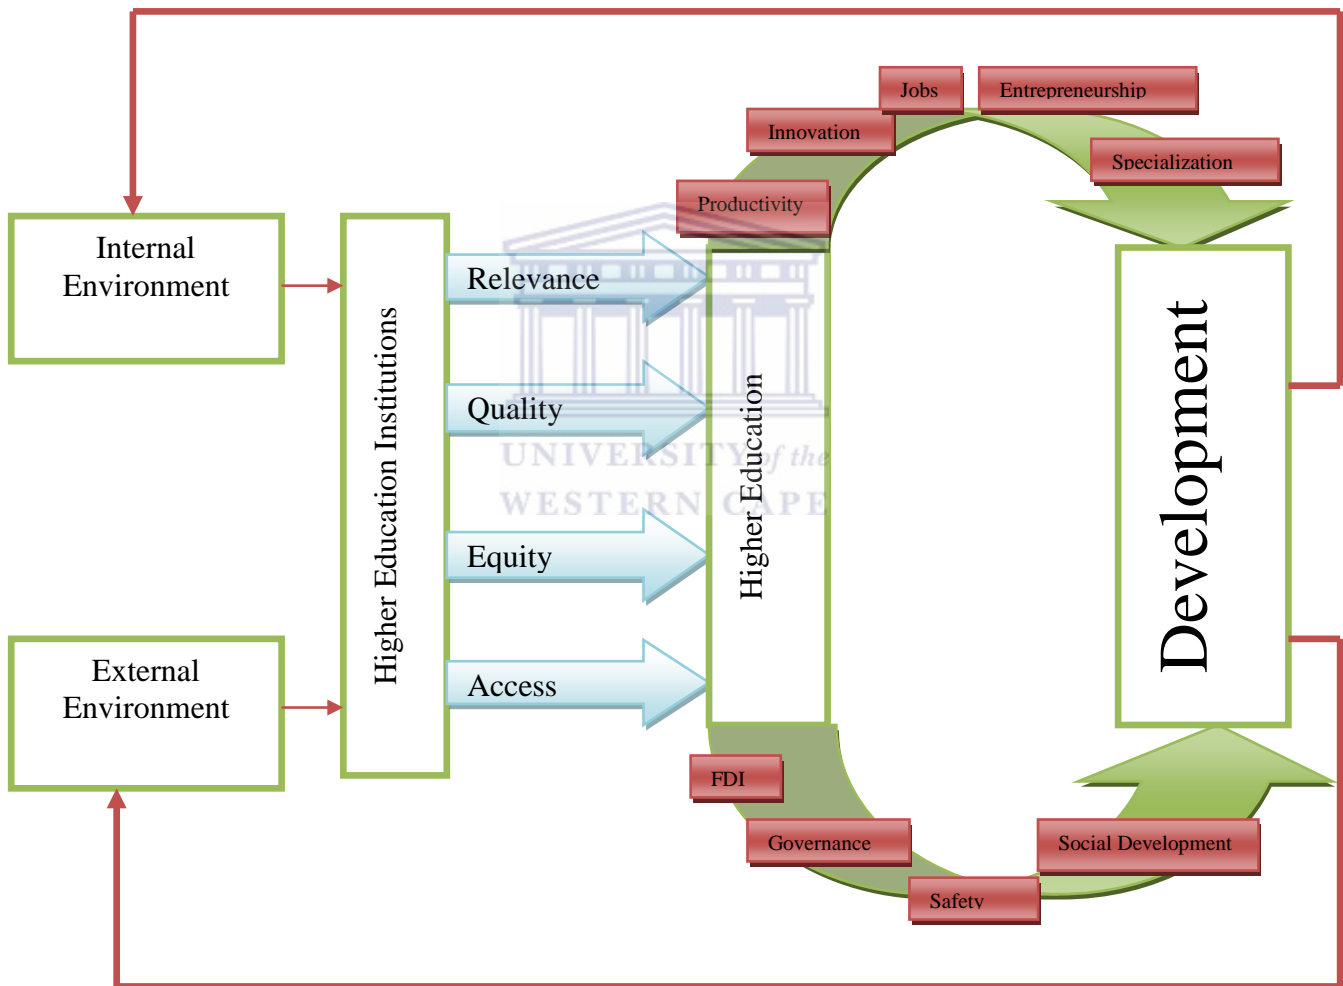 Jobs
Entrepreneurship
Innovation
Specialization
Productivity
Internal
Environment
Higher Education Institutions
Relevance
Quality
Equity
Access
UNIVERSITY of the
WESTERN CAPE
Higher Education
Development
External
Environment
FDI
Governance
Social Development
Safety